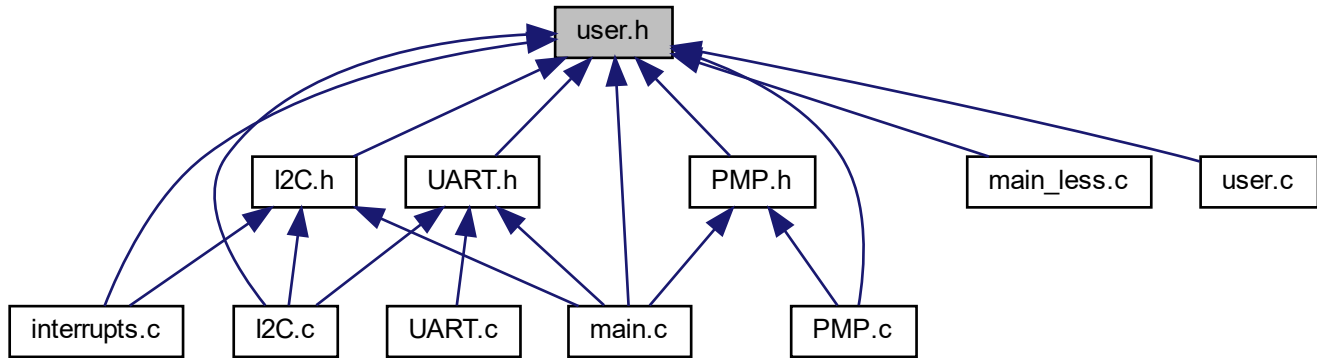 user.h
I2C.h
UART.h
PMP.h
main_less.c
user.c
interrupts.c
I2C.c
UART.c
main.c
PMP.c